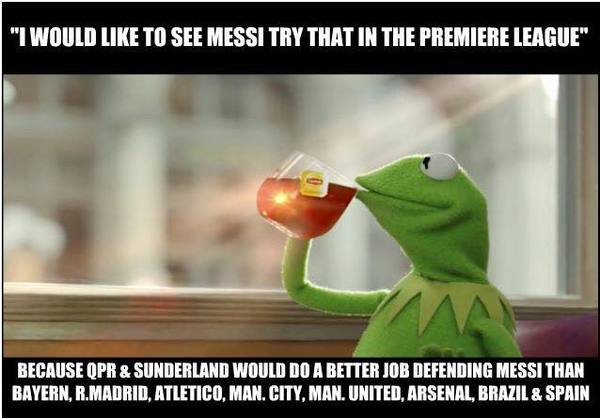 "I WOULD LIKE TO SEE MESSI TRY THAT IN THE PREMIERE LEAGUE"
BECAUSE QPR & SUNDERLAND WOULD DO A BETTER JOB DEFENDING MESSI THAN
BAYERN, R.MADRID, ATLETICO, MAN. CITY, MAN. UNITED, ARSENAL, BRAZIL & SPAIN